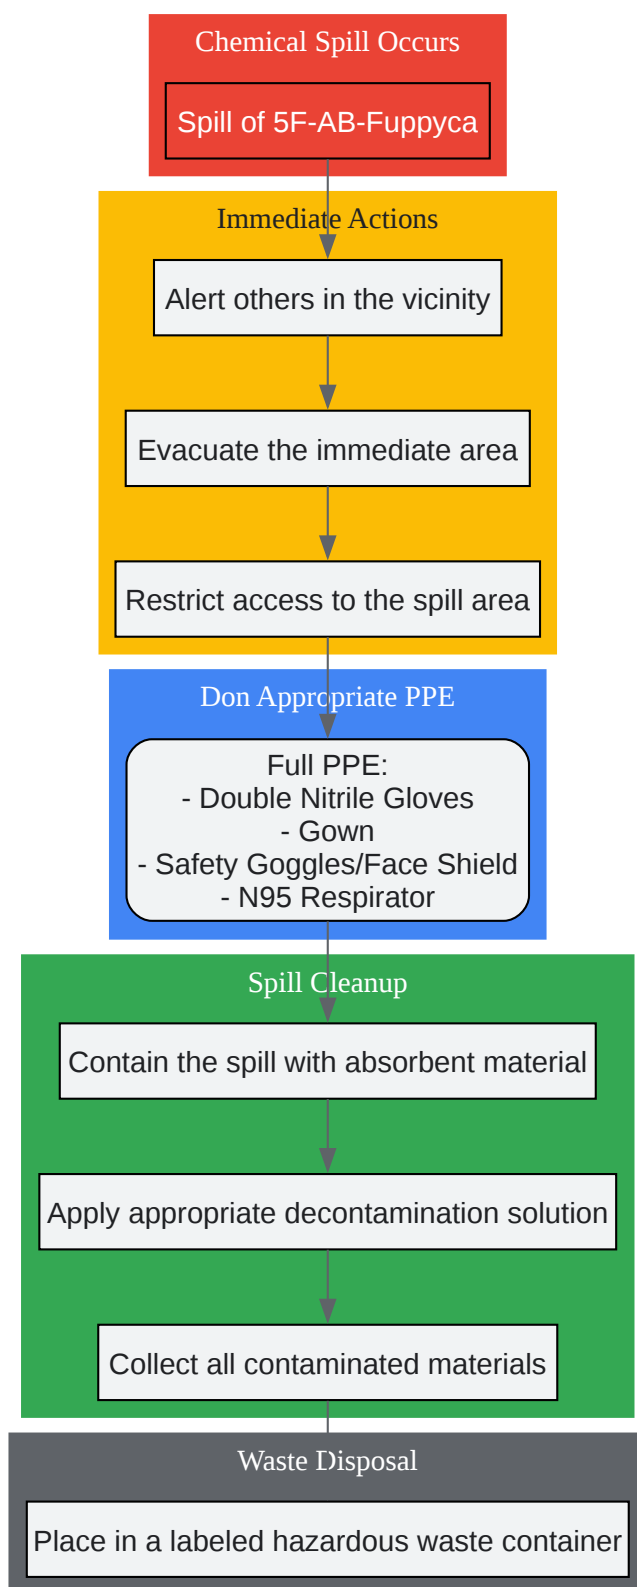 Chemical Spill Occurs
Spill of 5F-AB-Fuppyca
Immediate Actions
Alert others in the vicinity
Evacuate the immediate area
Restrict access to the spill area
Don Appropriate PPE
Full PPE:
- Double Nitrile Gloves
- Gown
- Safety Goggles/Face Shield
- N95 Respirator
Spill Cleanup
Contain the spill with absorbent material
Apply appropriate decontamination solution
Collect all contaminated materials
Waste Disposal
Place in a labeled hazardous waste container